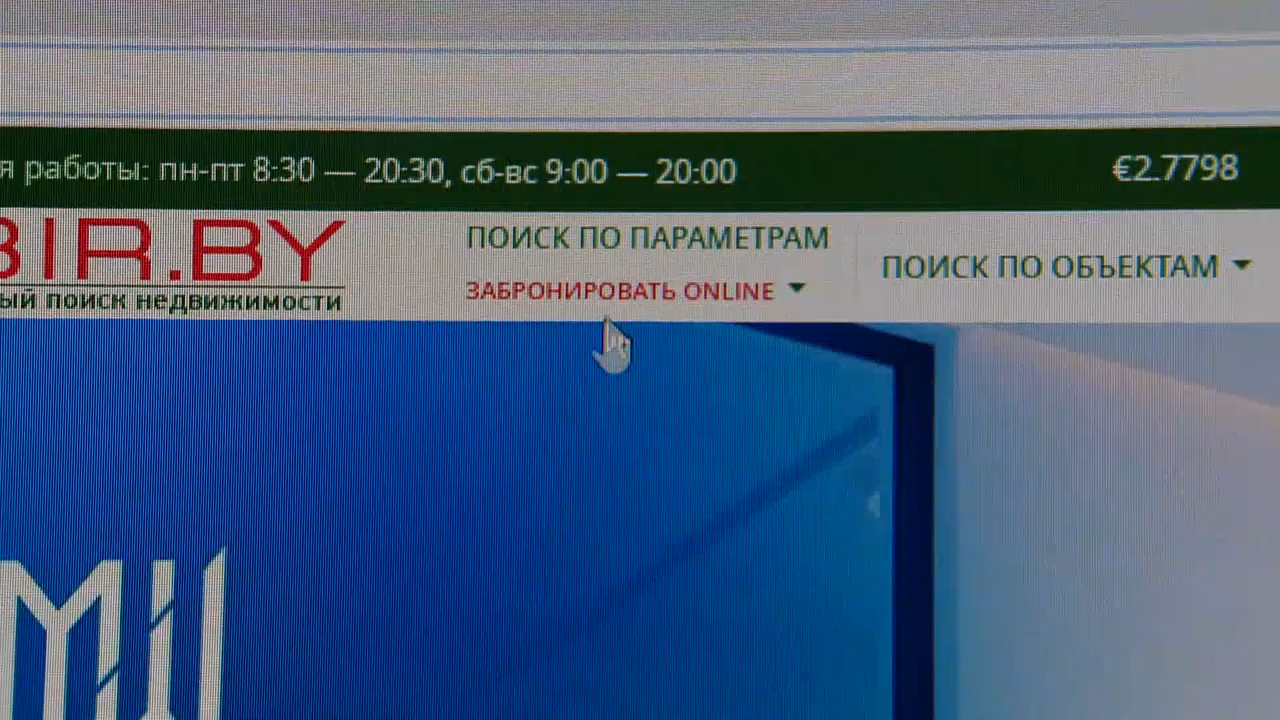 я работы: пн-пт 8:30 — 20:30, сб-вс 9:00 — 20:00
€2.7798
BIR.BY
ый поиск недвижимости
ПОИСК ПО ПАРАМЕТРАМ
ЗАБРОНИРОВАТЬ ONLINE
ПОИСК ПО ОБЪЕКТАМ